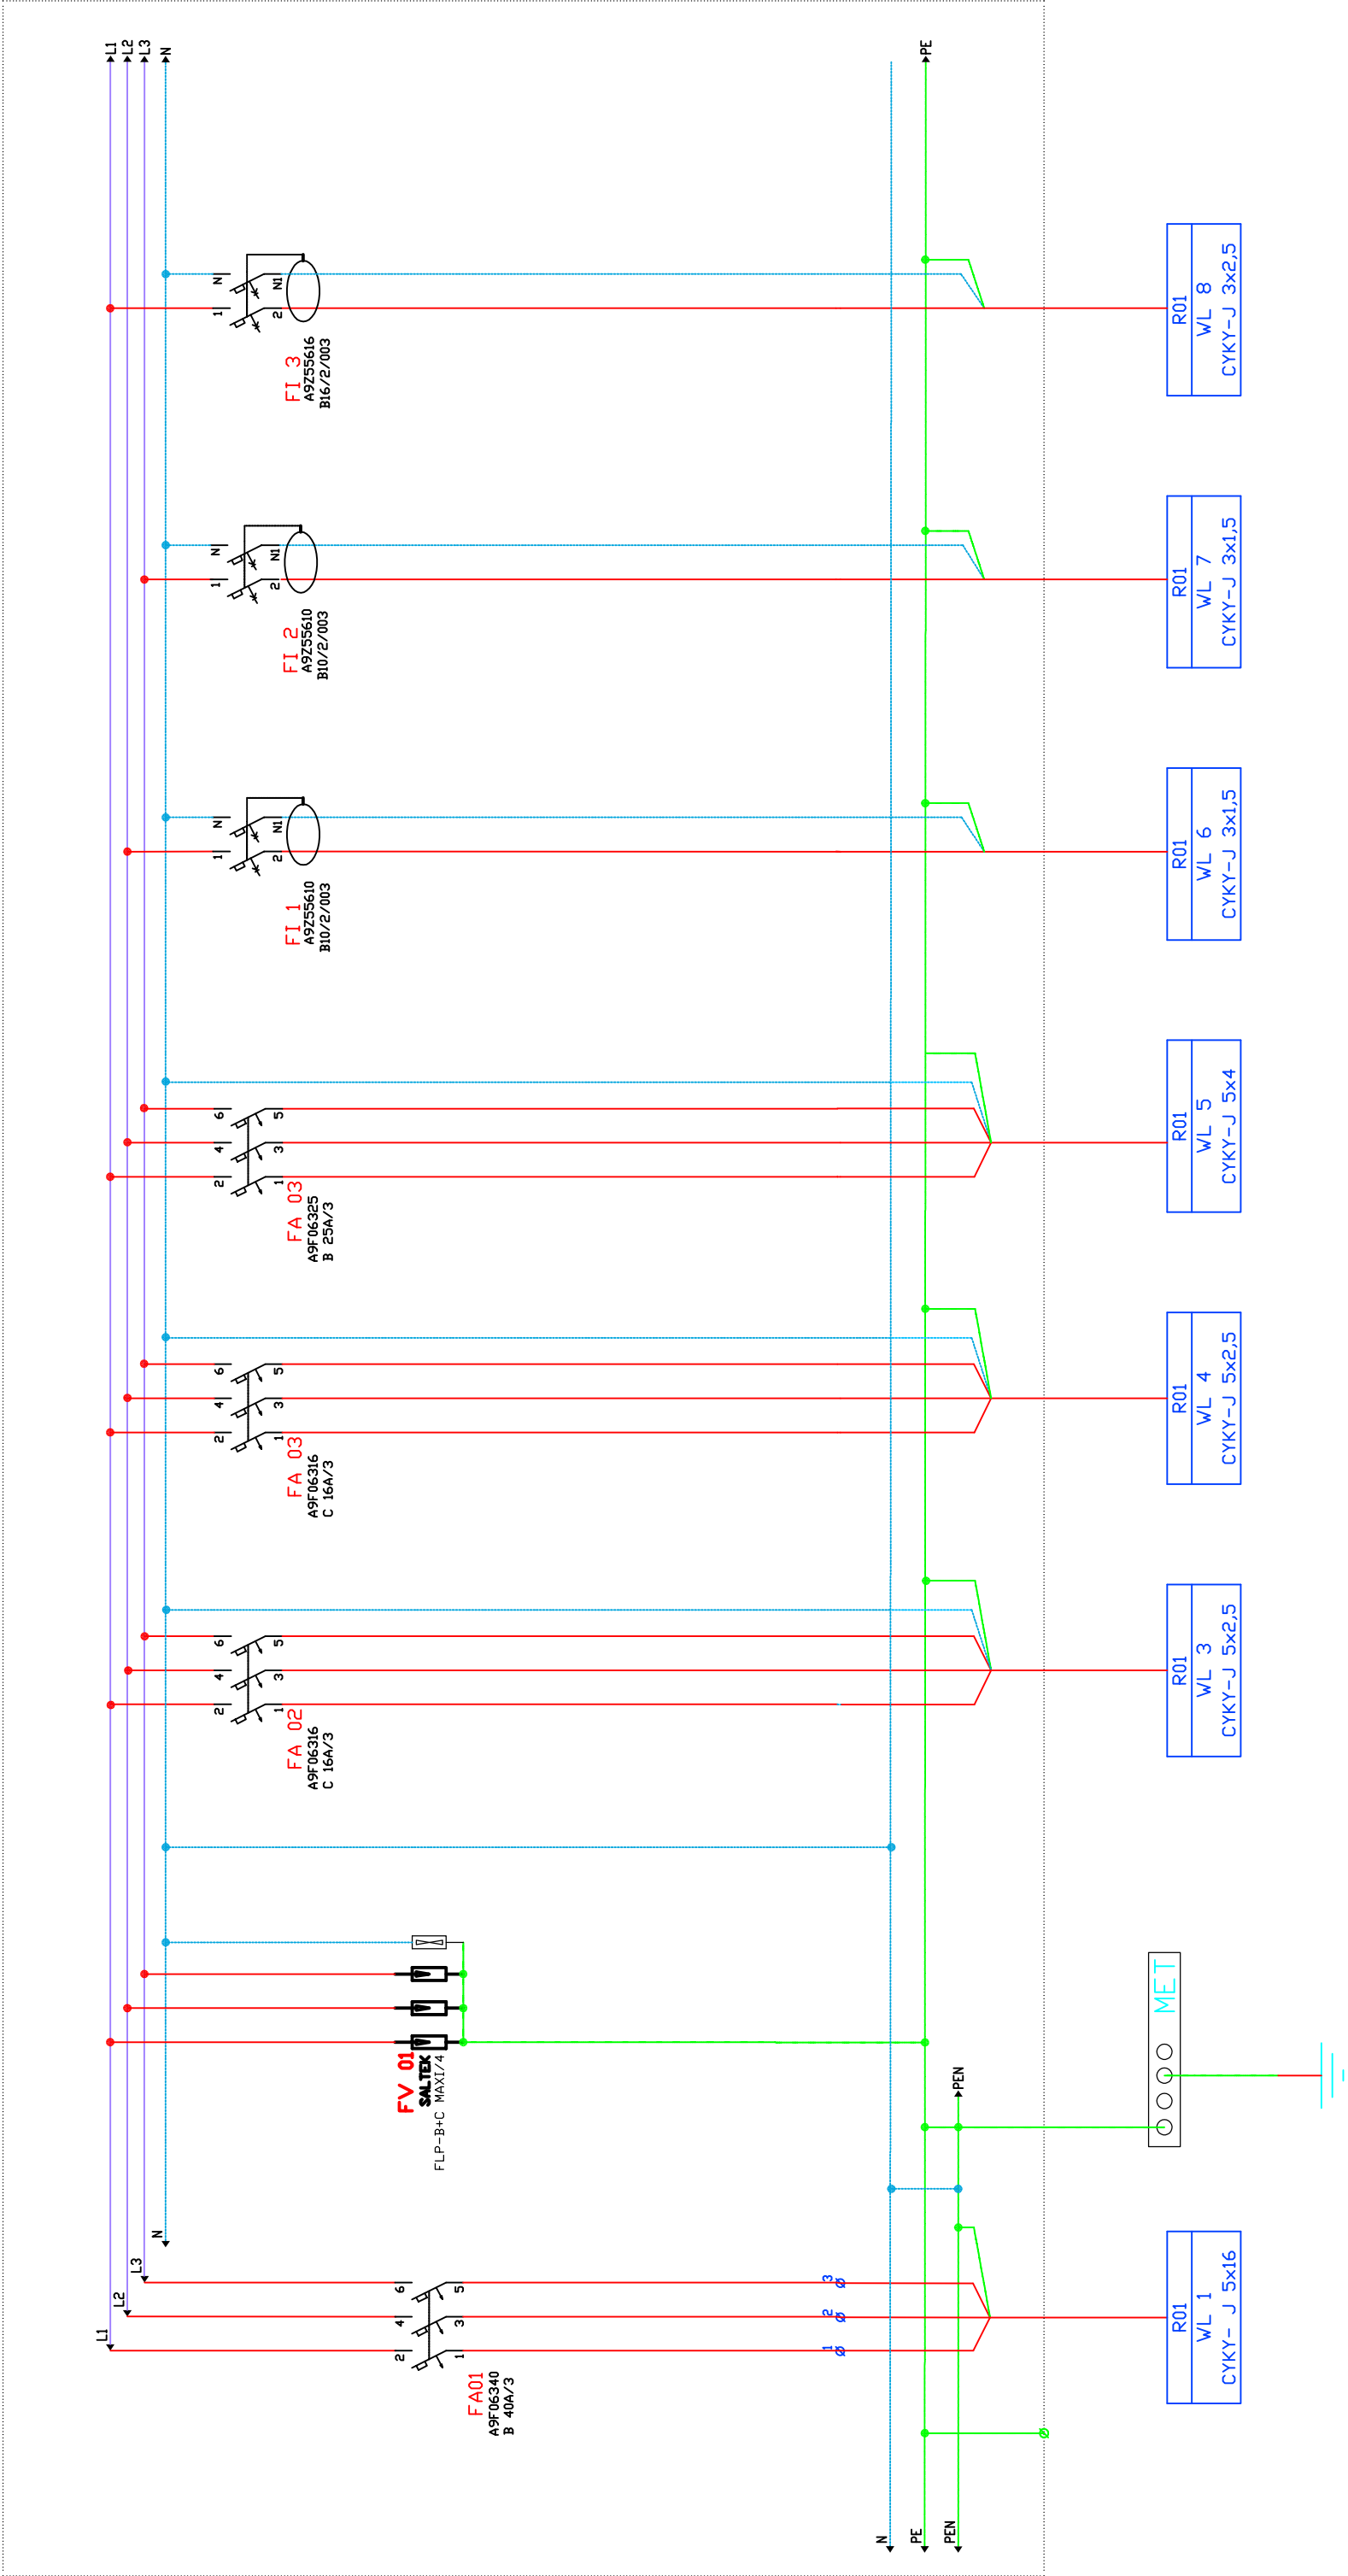 L1
L2
L3
N
PE
N
1
N1
2
FI 3
A9Z55616
B16/2/003
R01
WL 8
CYKY-J 3x2,5
N
1
N1
2
FI 2
A9Z55610
B10/2/003
R01
WL 7
CYKY-J 3x1,5
N
1
N1
2
FI 1
A9Z55610
B10/2/003
R01
WL 6
CYKY-J 3x1,5
6
4
2
5
3
1
FA 03
A9F06325
B 25A/3
R01
WL 5
CYKY-J 5x4
6
4
2
5
3
1
FA 03
A9F06316
C 16A/3
R01
WL 4
CYKY-J 5x2,5
6
4
2
5
3
1
FA 02
A9F06316
C 16A/3
R01
WL 3
CYKY-J 5x2,5
FV 01
SALTEK
FLP-B+C MAXI/4
MET
PEN
N
L3
L2
L1
6
4
2
5
3
1
FA01
A9F06340
B 40A/3
3
2
1
R01
WL 1
CYKY- J 5x16
N
PE
PEN